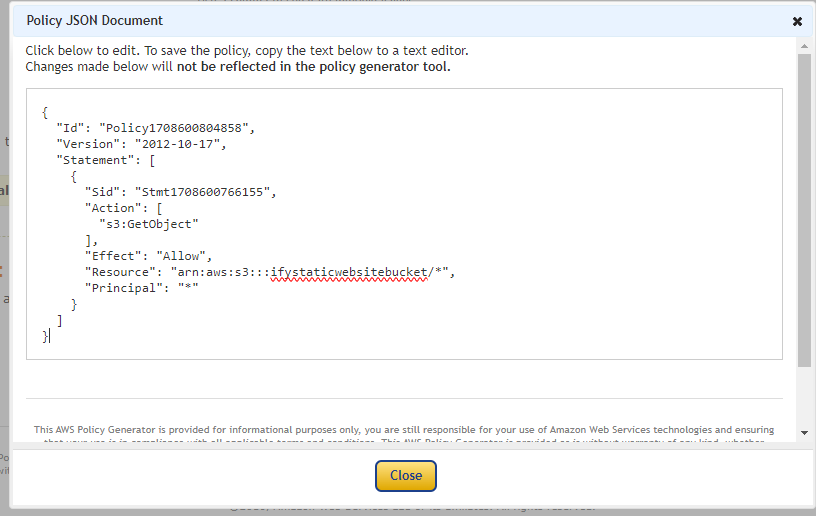 Policy JSON Document
Click below to edit. To save the policy, copy the text below to a text editor.
Changes made below will not be reflected in the policy generator tool.
{
"Id": "Policy1708600804858",
"Version": "2012-10-17",
"Statement": [
{
"Sid": "Stmt1708600766155",
"Action": [
"s3:GetObject"
],
"Effect": "Allow",
"Resource": "arn:aws:s3:::ifystaticwebsitebucket/*",
"Principal": "*"
}
]
}
This AWS Policy Generator is provided for informational purposes only, you are still responsible for your use of Amazon Web Services technologies and ensuring
Close